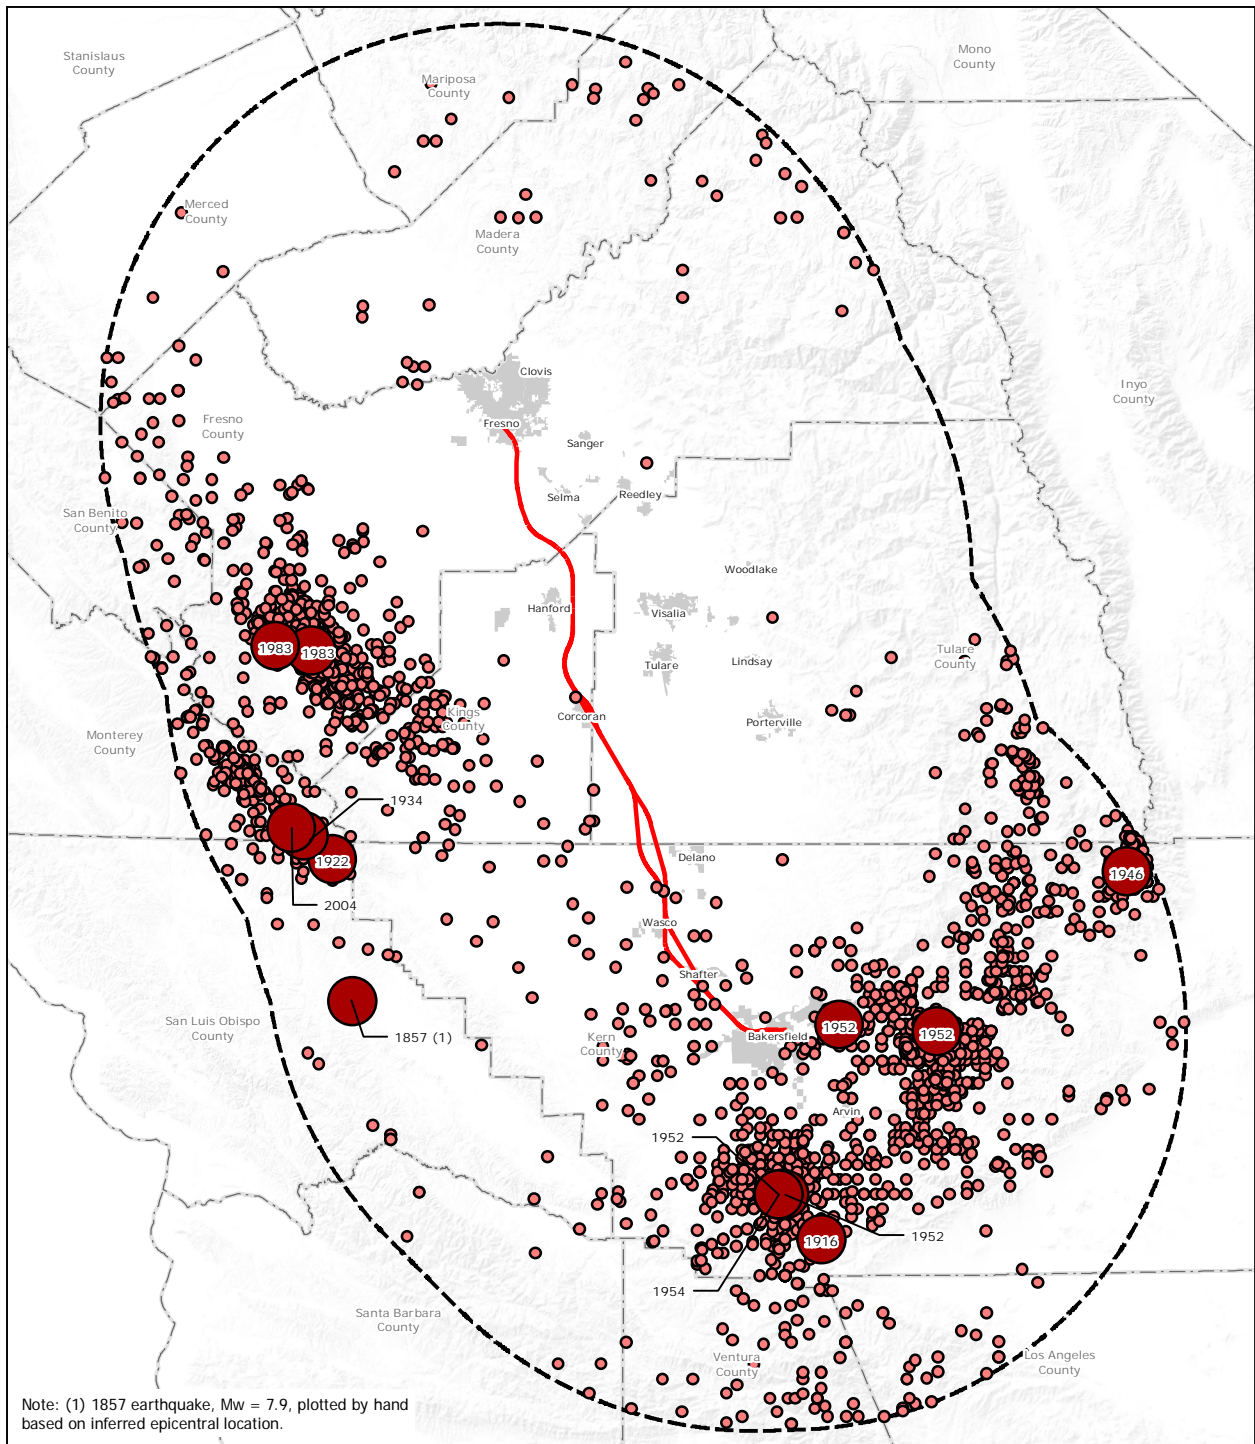 Stanislaus
County
Mono
County
Mariposa
County
Merced
County
Madera
County
Clovis
Inyo
County
Fresno
County
Fresno
Sanger
Selma
Reedley
San Benito
County
Woodlake
Hanford
Visalia
1983
1983
Tulare
Lindsay
Tulare
County
Kings
County
Corcoran
Porterville
Monterey
County
1934
1922
Delano
1946
2004
Wasco
Shafter
San Luis Obispo
County
1857 (1)
Kern
County
Bakersfield
1952
1952
Arvin
1952
1952
1916
1954
Santa Barbara
County
Ventura
County
Los Angeles
County
Note: (1) 1857 earthquake, Mw = 7.9, plotted by hand
based on inferred epicentral location.